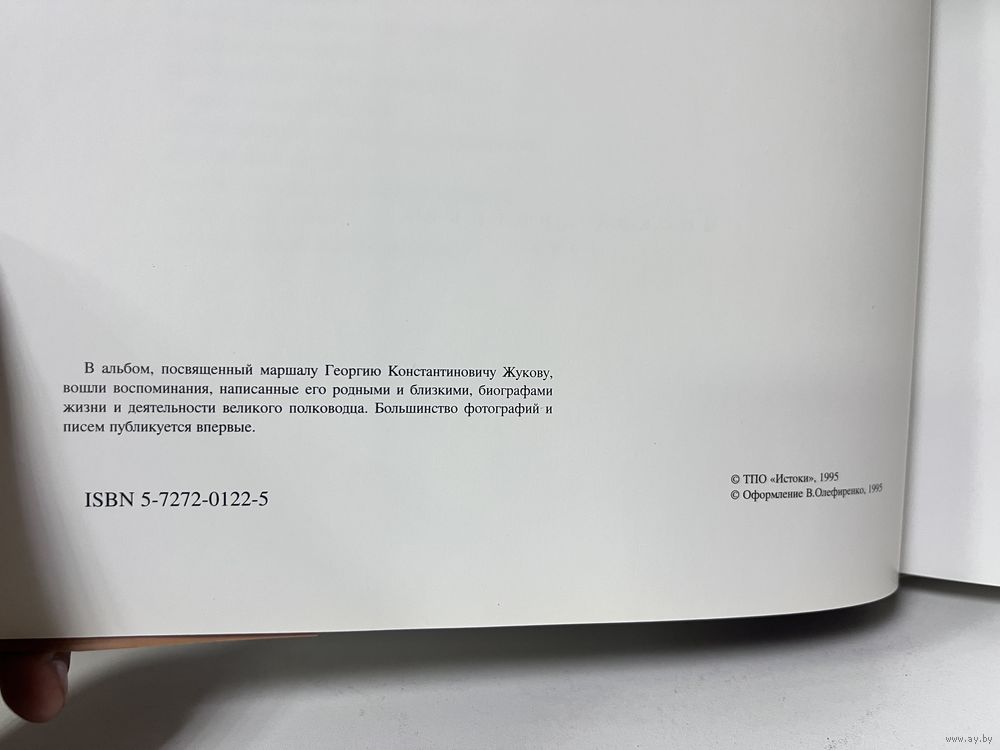 В альбом, посвященный маршалу Георгию Константиновичу Жукову,
вошли воспоминания, написанные его родными и близкими, биографами
жизни и деятельности великого полководца. Большинство фотографий и
писем публикуется впервые.
ISBN 5-7272-0122-5
© ТПО «Истоки», 1995
© Оформление В.Олефиренко, 1995
www.ay.by